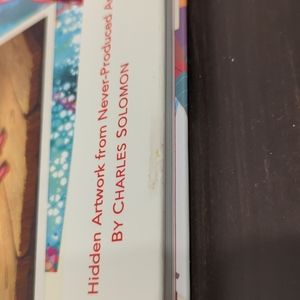 Hidden Artwork from Never-Produced
BY CHARLES SOLOMON